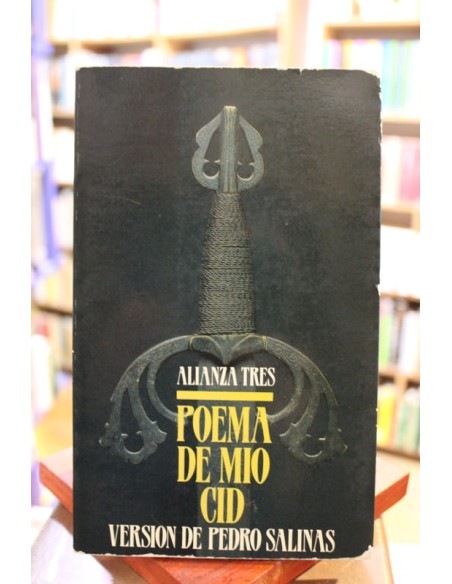 ALIANZA TRES
POEMA
DE MIO
CID
VERSION DE PEDRO SALINAS